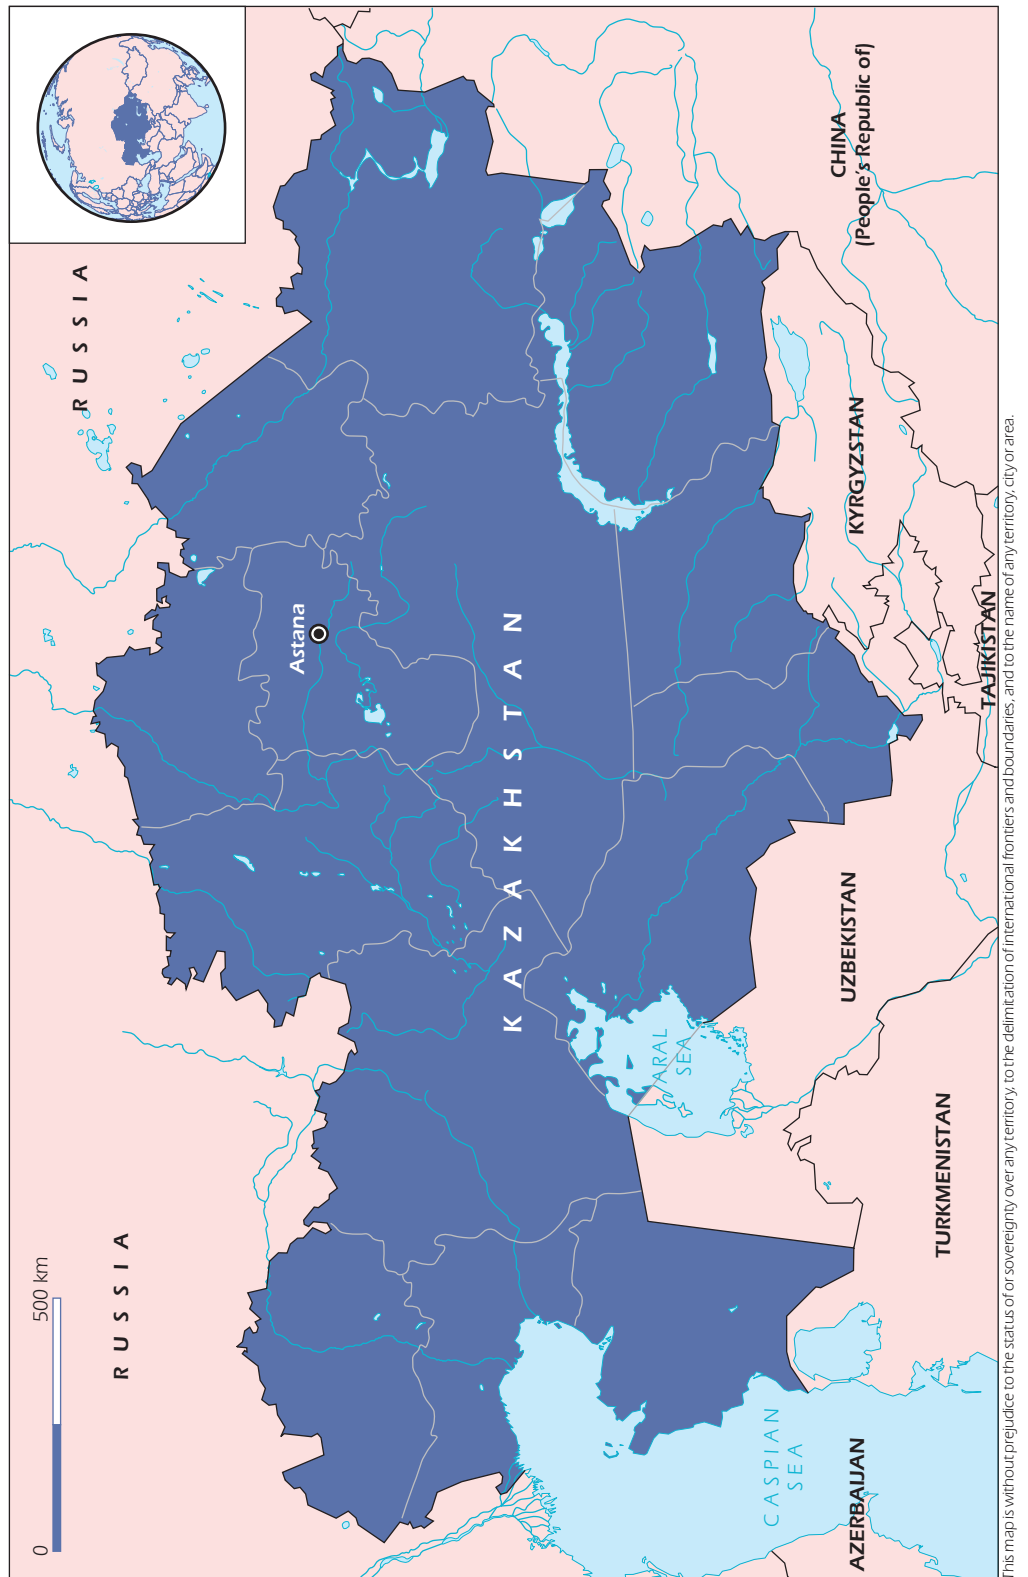 RUSSIA
RUSSIA
0
500 km
Astana
KAZAKHSTAN
CHINA
(People's Republic of)
KYRGYZSTAN
TAJIKISTAN
UZBEKISTAN
TURKMENISTAN
ARAL
SEA
CASPIAN
SEA
AZERBAIJAN
This map is without prejudice to the status of or sovereignty over any territory, to the delimitation of international frontiers and boundaries, and to the name of any territory, city or area.